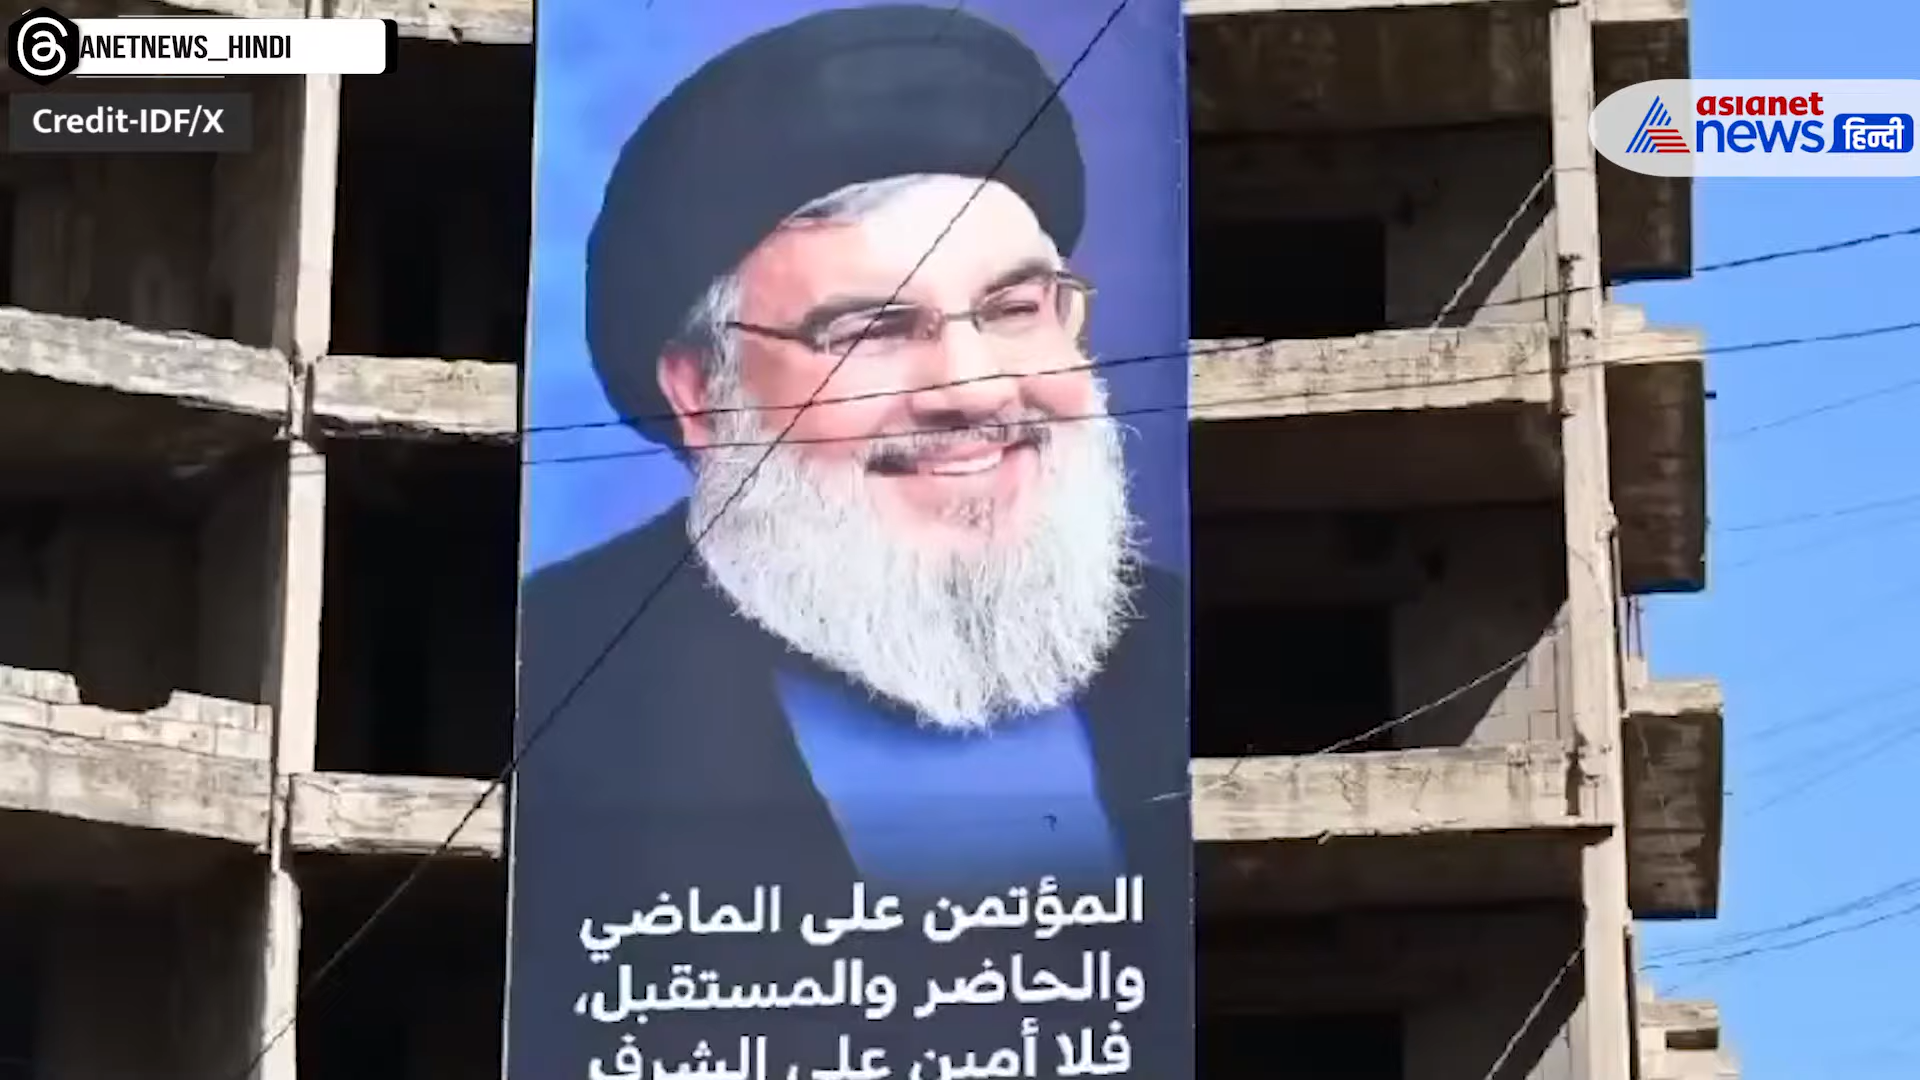 ANETNEWS_HINDI
Credit-IDF/X
asianet
news हिन्दी
المؤتمن على الماضي
والحاضر والمستقبل،
فلا أمين على الشرف